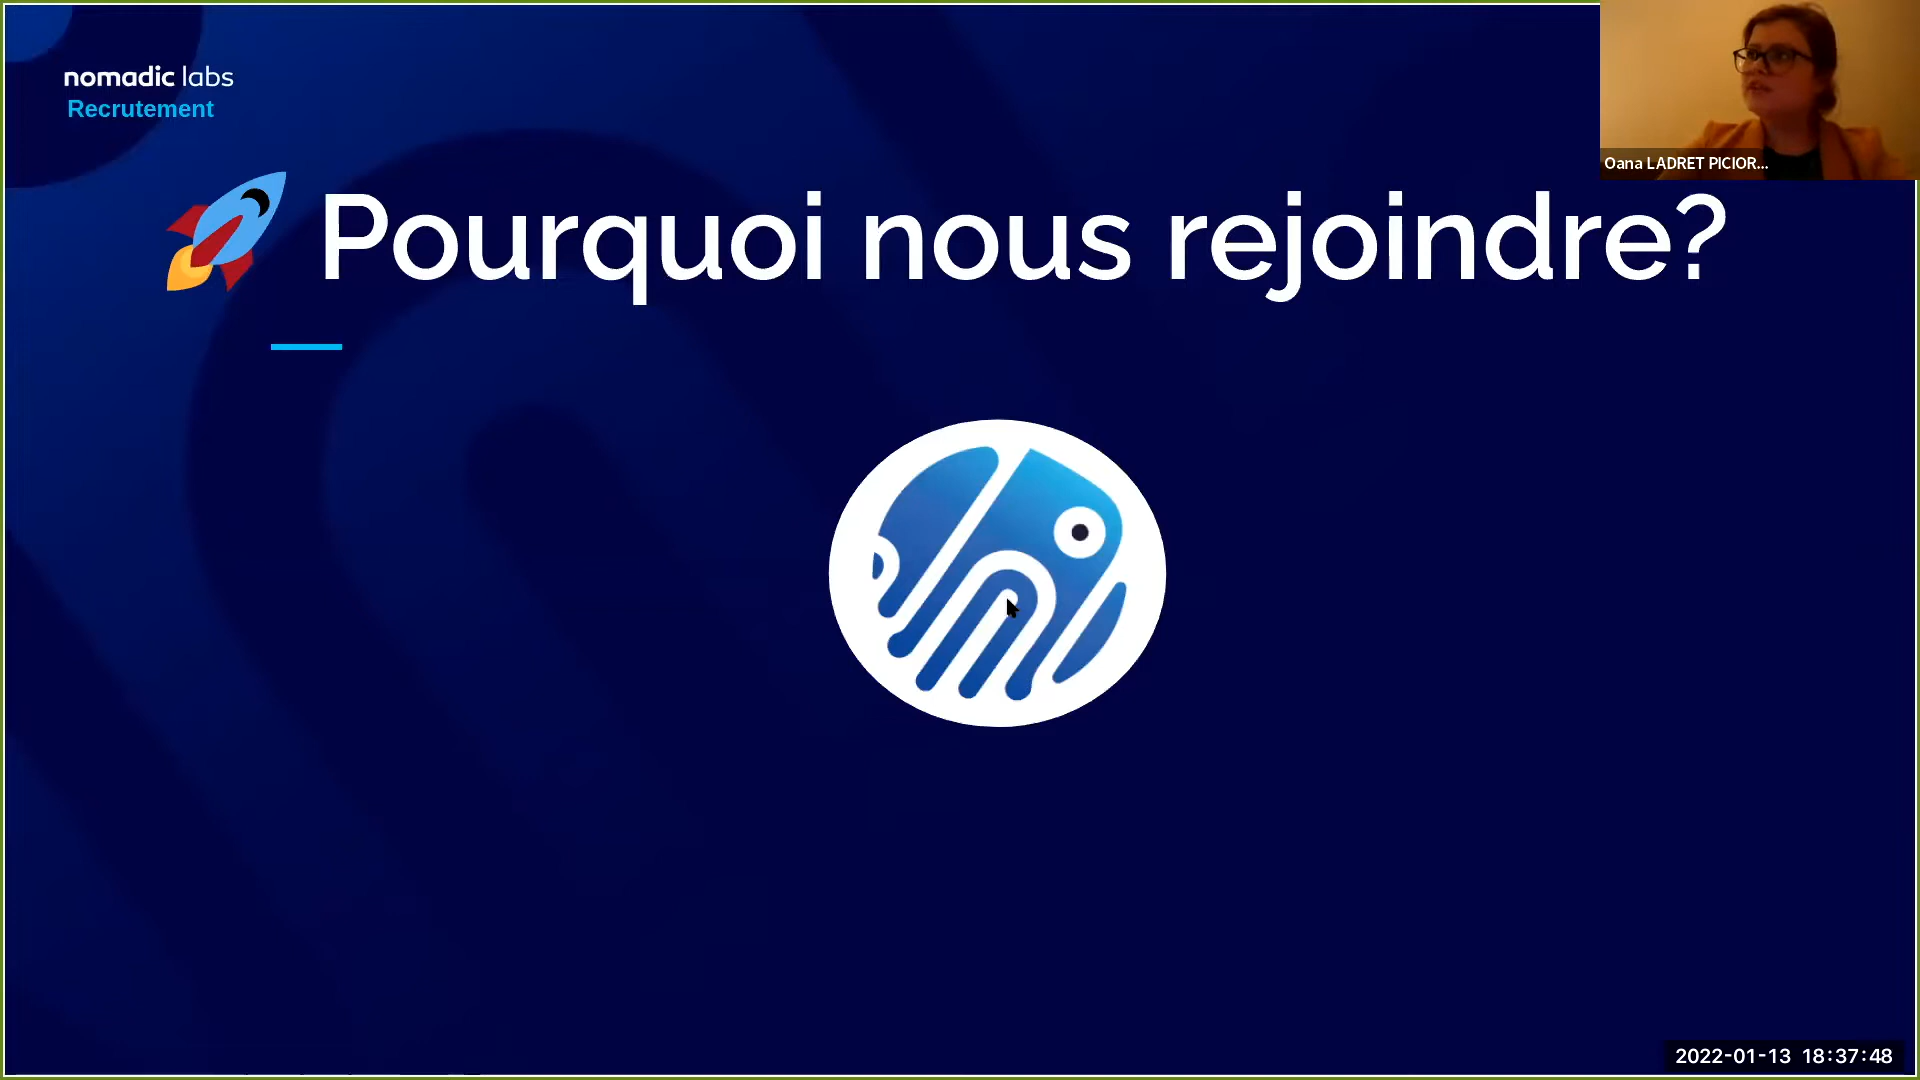 nomadic labs
Recrutement
Oana LADRET PICIOR...
Pourquoi nous rejoindre?
2022-01-13 18:37:48